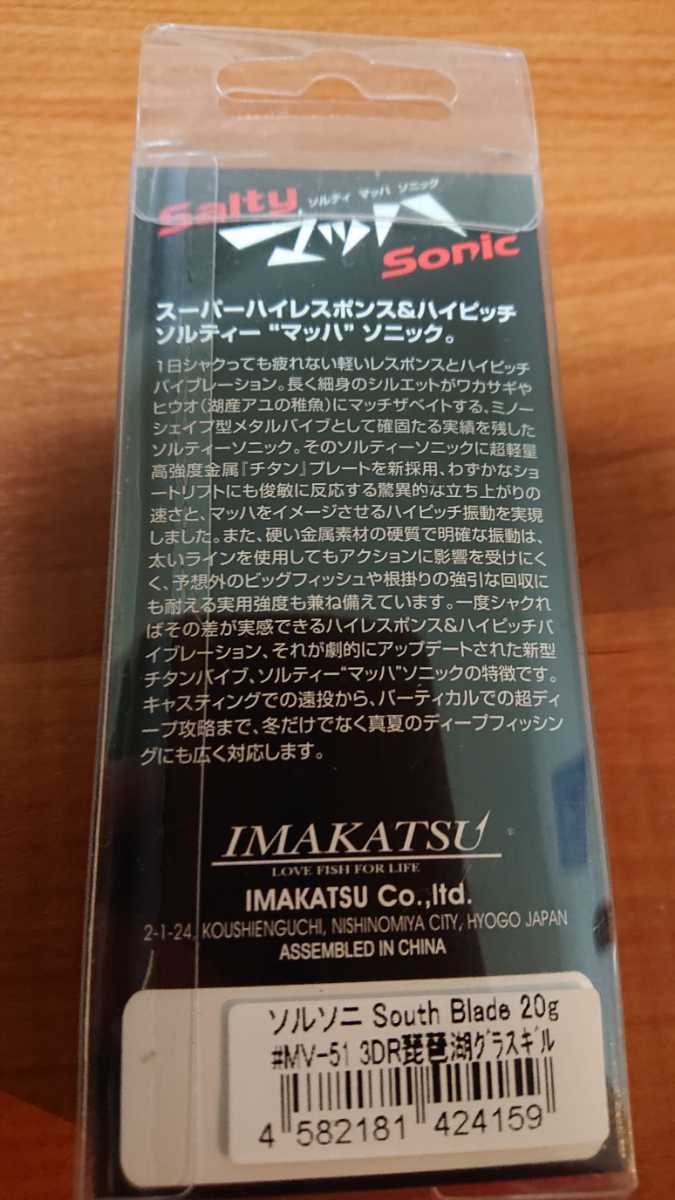 ソルティ マッハ ソニック
Salty
マッハ
Sonic
スーパーハイレスポンス&ハイピッチ
ソルティー “マッハ” ソニック。
1日シャクっても疲れない軽いレスポンスとハイピッチ
バイブレーション。長く細身のシルエットがワカサギや
ヒウオ(湖産アユの稚魚)にマッチザベイトする、ミノー
シェイプ型メタルバイブとして確固たる実績を残した
ソルティーソニック。そのソルティーソニックに超軽量
高強度金属『チタン』プレートを新採用、わずかなショ
ートリフトにも俊敏に反応する驚異的な立ち上がりの
速さと、マッハをイメージさせるハイピッチ振動を実現
しました。また、硬い金属素材の硬質で明確な振動は、
太いラインを使用してもアクションに影響を受けにく
く、予想外のビッグフィッシュや根掛りの強引な回収に
も耐える実用強度も兼ね備えています。一度シャクれ
ばその差が実感できるハイレスポンス&ハイピッチバ
イブレーション、それが劇的にアップデートされた新型
チタンバイブ、ソルティー“マッハ”ソニックの特徴です。
キャスティングでの遠投から、バーティカルでの超ディ
ープ攻略まで、冬だけでなく真夏のディープフィッシン
グにも広く対応します。
IMAKATSU
LOVE FISH FOR LIFE
IMAKATSU Co.,ltd.
2-1-24, KOUSHIENGUCHI, NISHINOMIYA CITY, HYOGO JAPAN
ASSEMBLED IN CHINA
ソルソニ South Blade 20g
#MV-51 3DR琵琶湖グラスギル
4 582181 424159